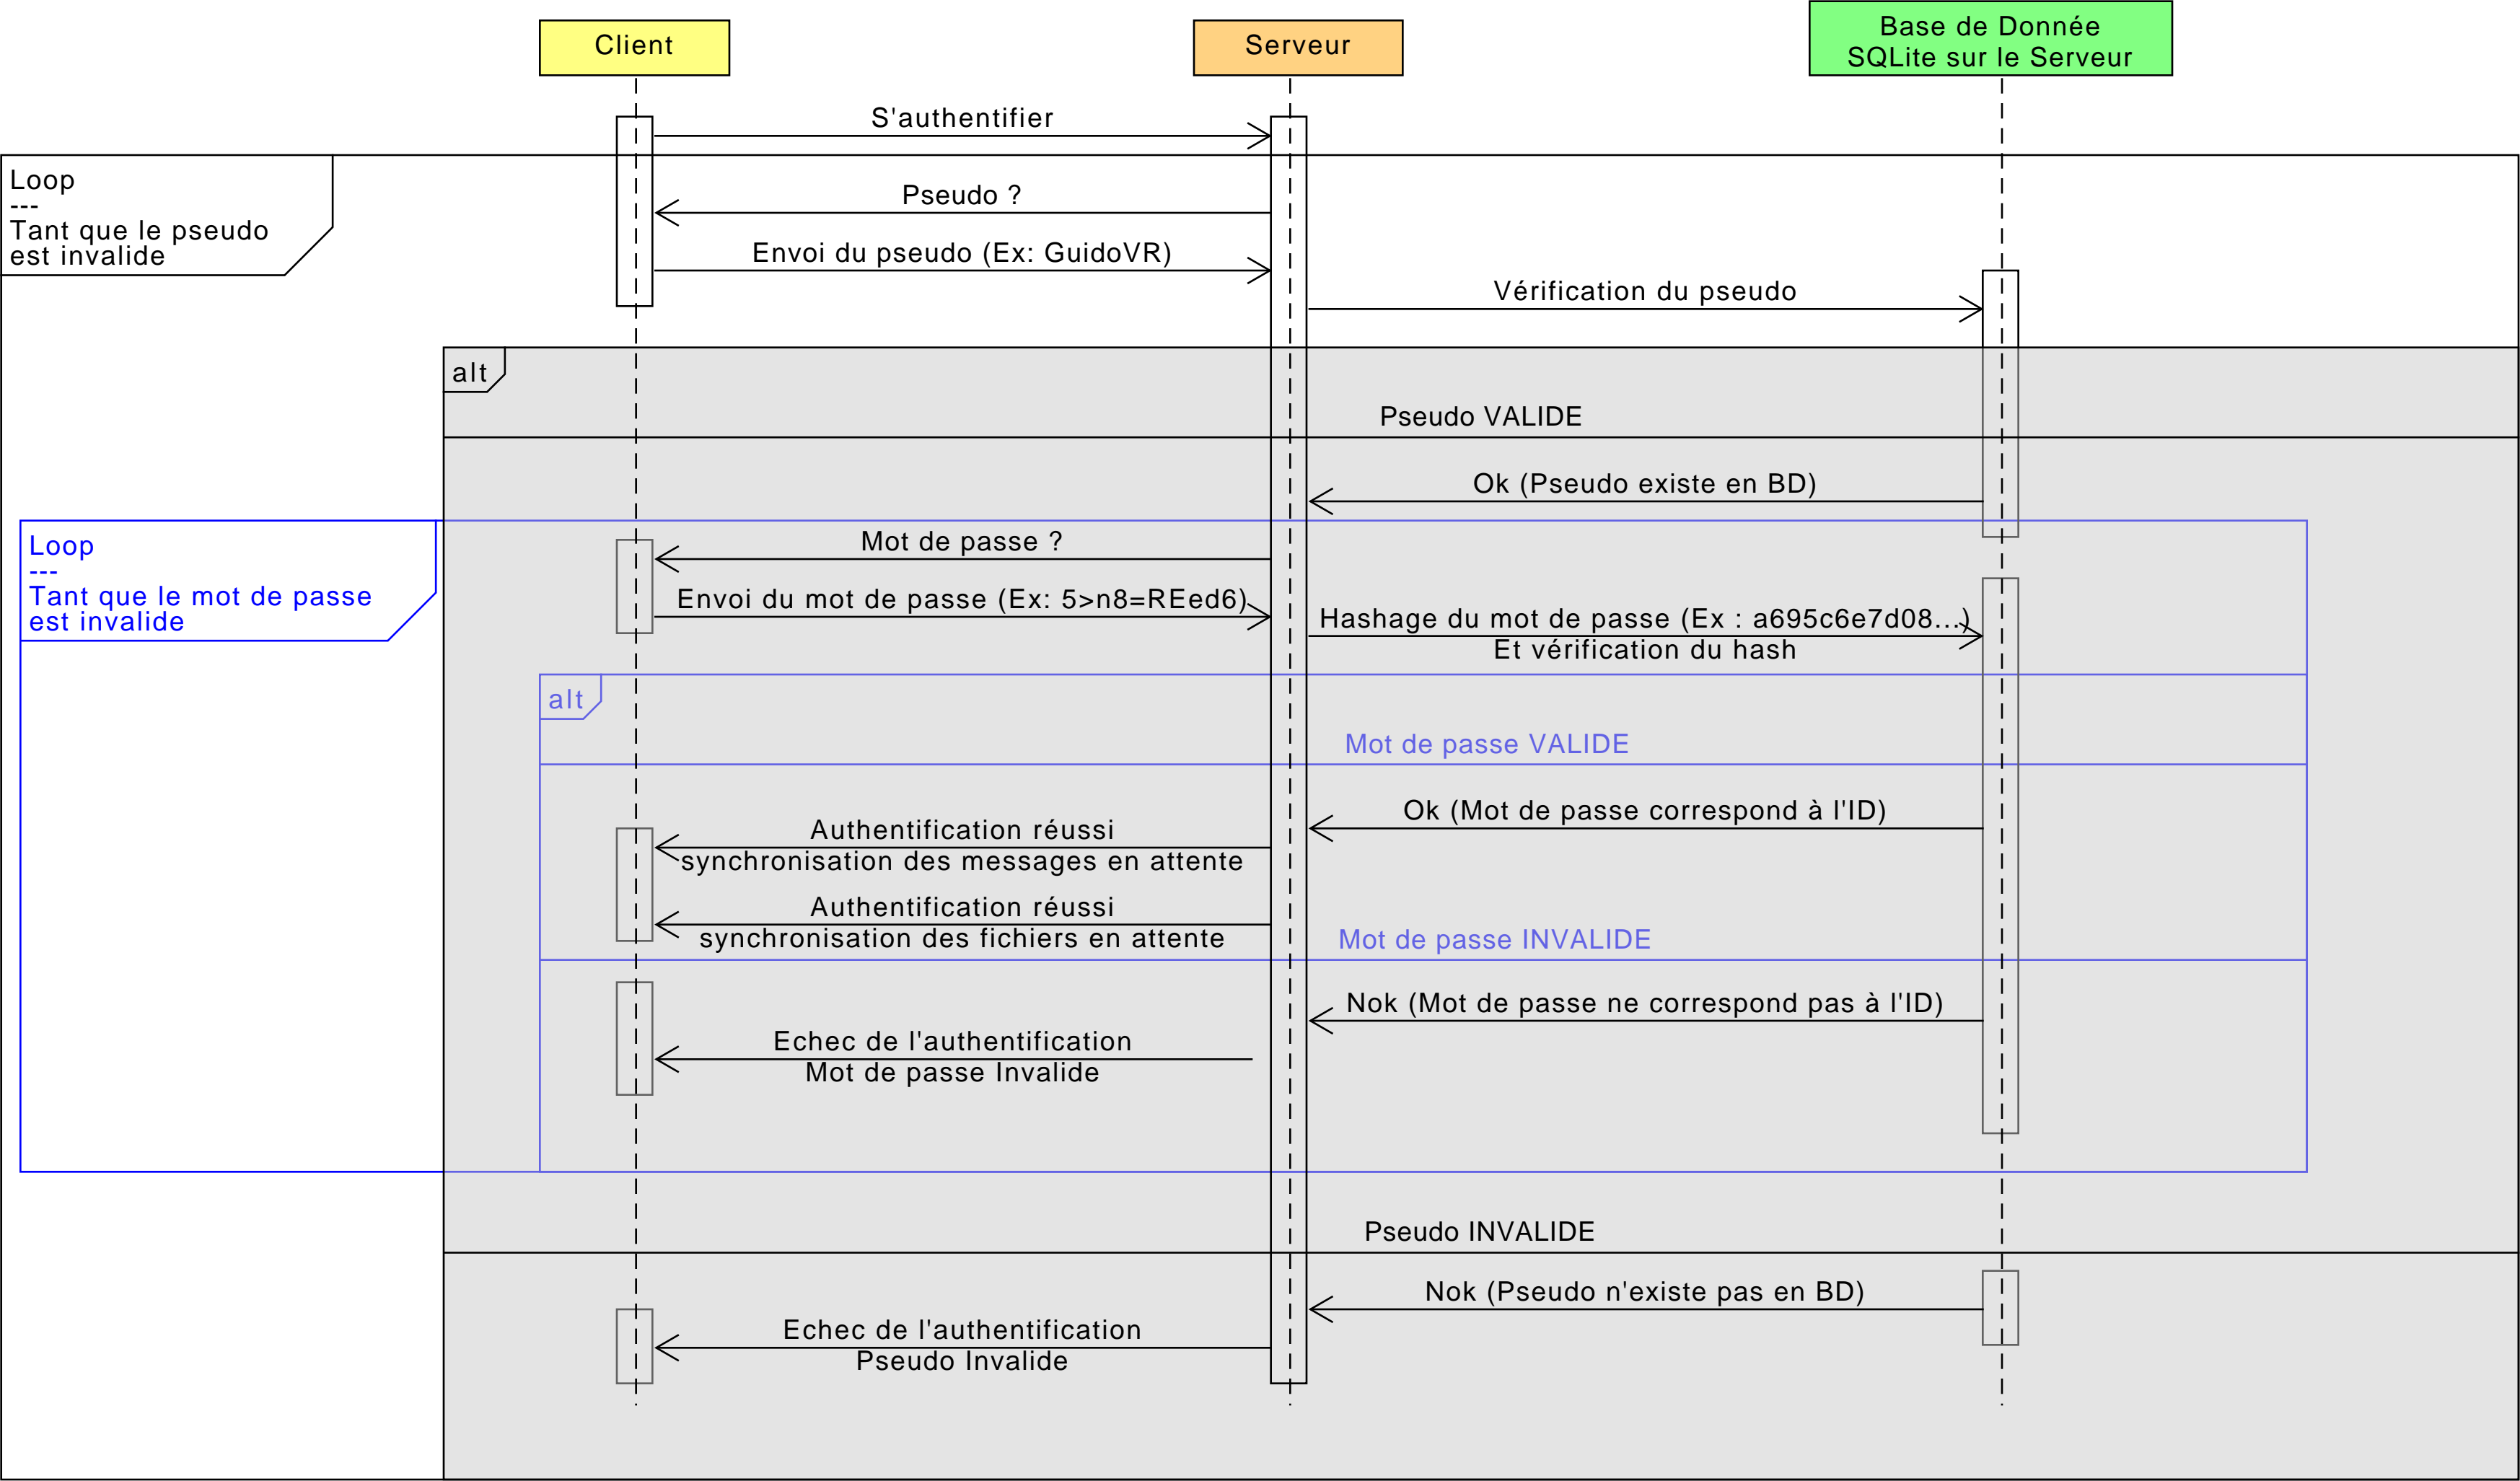 Client
Serveur
Base de Donnée
SQLite sur le Serveur
S'authentifier
Loop
---
Tant que le pseudo
est invalide
Pseudo ?
Envoi du pseudo (Ex: GuidoVR)
Vérification du pseudo
alt
Pseudo VALIDE
Ok (Pseudo existe en BD)
Loop
---
Tant que le mot de passe
est invalide
Mot de passe ?
Envoi du mot de passe (Ex: 5>n8=REed6)
Hashage du mot de passe (Ex : a695c6e7d08...)
Et vérification du hash
alt
Mot de passe VALIDE
Ok (Mot de passe correspond à l'ID)
Authentification réussi
synchronisation des messages en attente
Authentification réussi
synchronisation des fichiers en attente
Mot de passe INVALIDE
Nok (Mot de passe ne correspond pas à l'ID)
Echec de l'authentification
Mot de passe Invalide
Pseudo INVALIDE
Nok (Pseudo n'existe pas en BD)
Echec de l'authentification
Pseudo Invalide